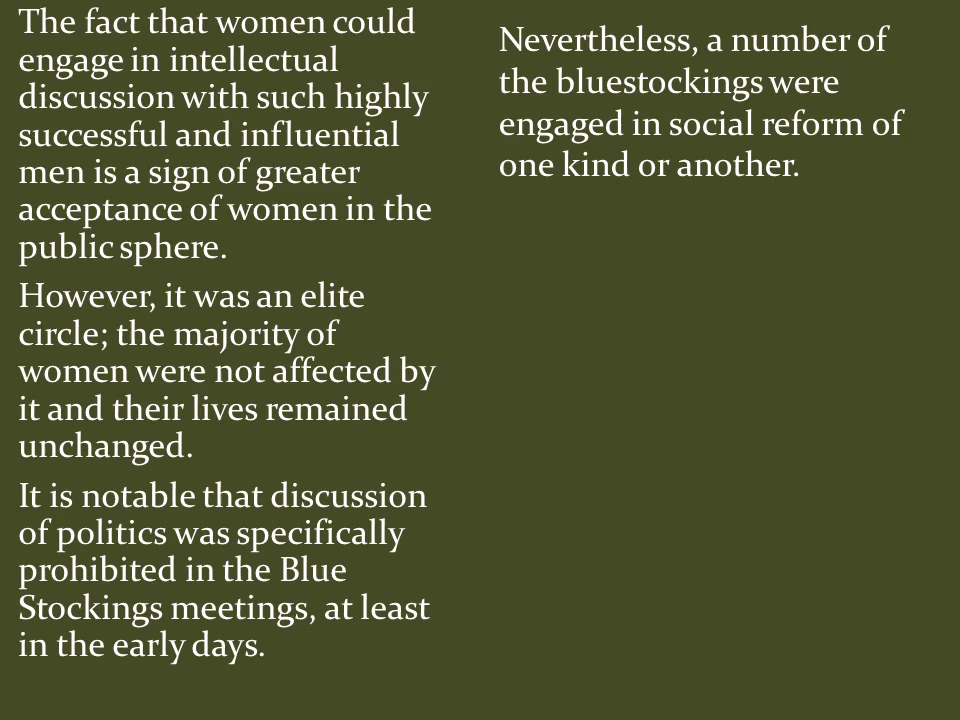 The fact that women could
engage in intellectual
discussion with such highly
successful and influential
men is a sign of greater
acceptance of women in the
public sphere.
However, it was an elite
circle; the majority of
women were not affected by
it and their lives remained
unchanged.
It is notable that discussion
of politics was specifically
prohibited in the Blue
Stockings meetings, at least
in the early days.
Nevertheless, a number of
the bluestockings were
engaged in social reform of
one kind or another.